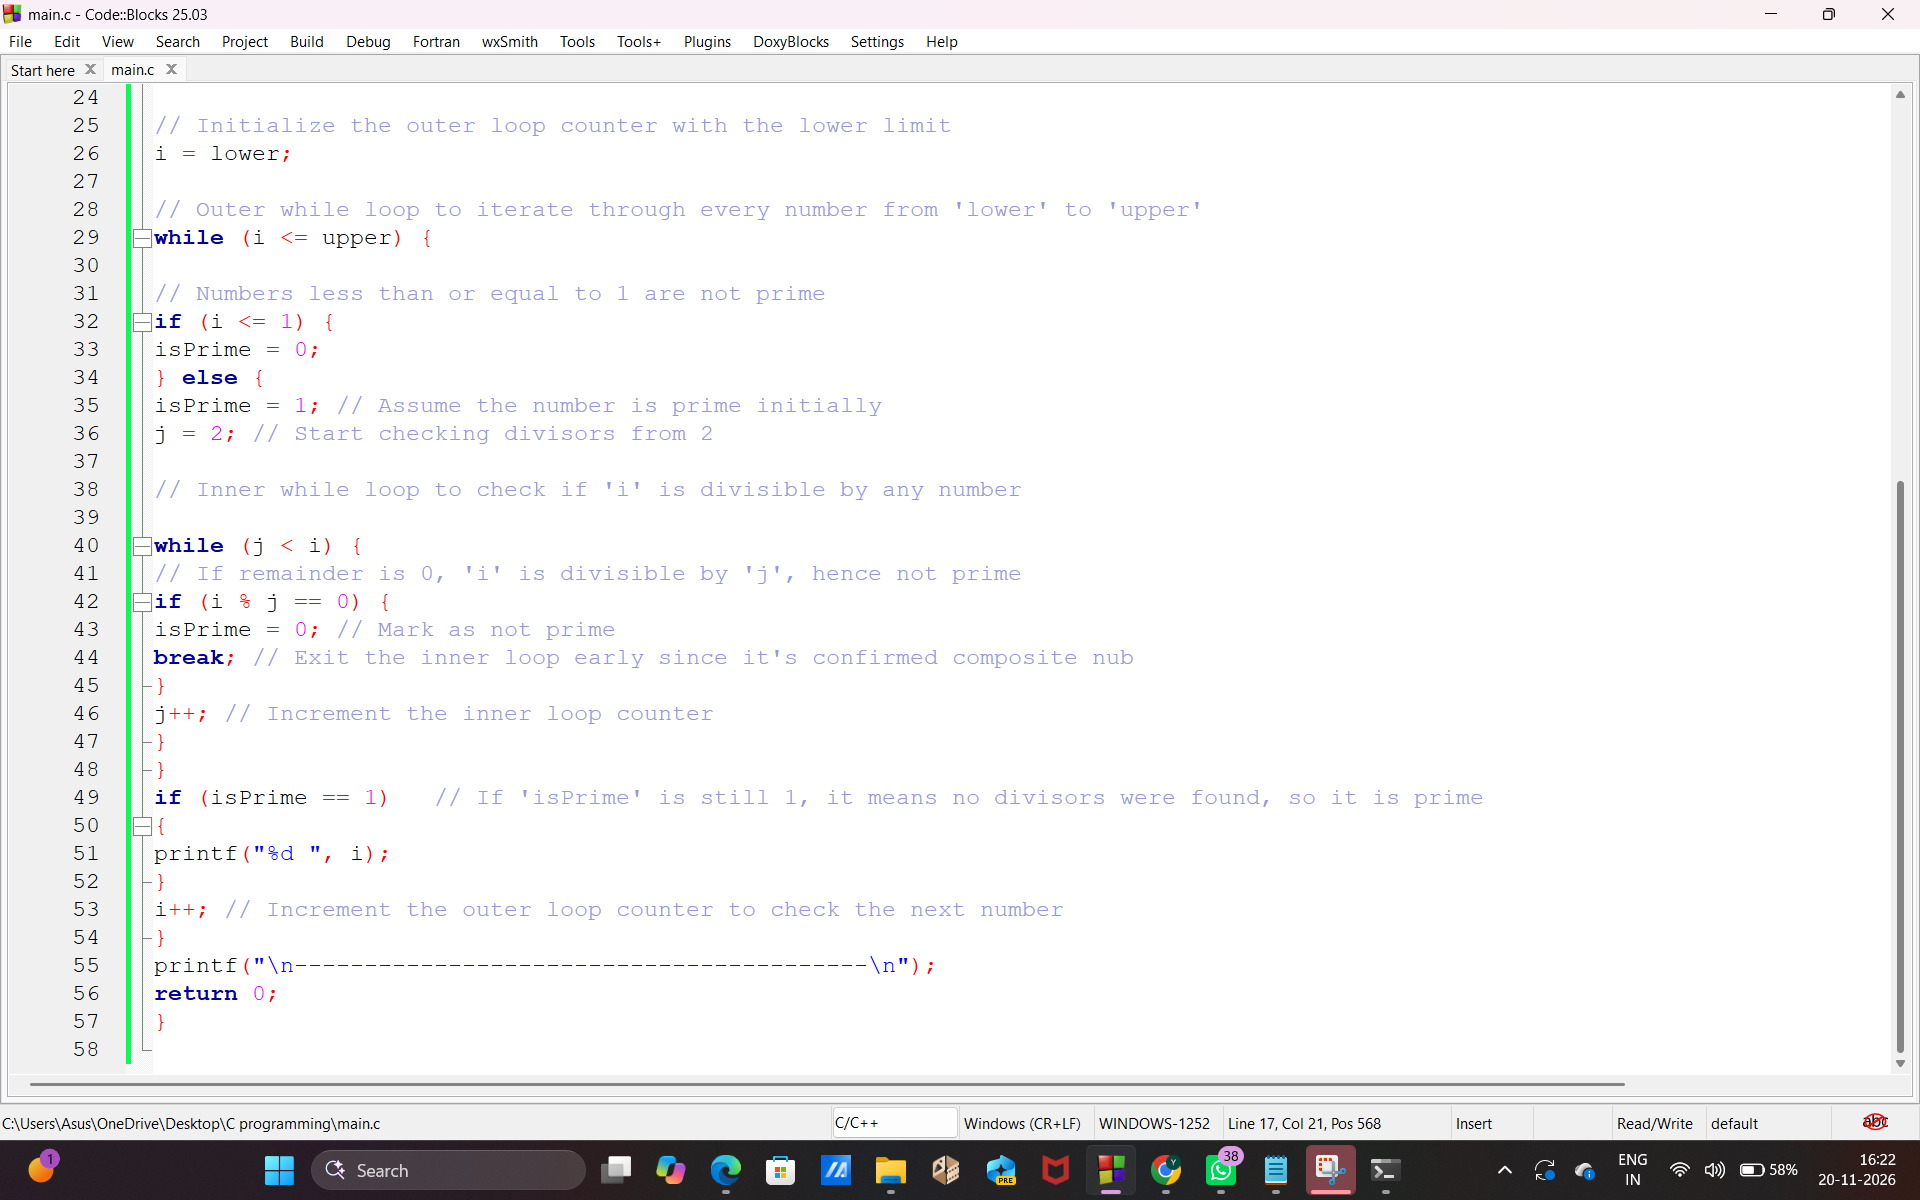 main.c - Code::Blocks 25.03
File Edit View Search Project Build Debug Fortran wxSmith Tools Tools+ Plugins DoxyBlocks Settings Help
Start here main.c
24
25 // Initialize the outer loop counter with the lower limit
26 i = lower;
27
28 // Outer while loop to iterate through every number from 'lower' to 'upper'
29 while (i <= upper) {
30
31 // Numbers less than or equal to 1 are not prime
32 if (i <= 1) {
33 isPrime = 0;
34 } else {
35 isPrime = 1; // Assume the number is prime initially
36 j = 2; // Start checking divisors from 2
37
38 // Inner while loop to check if 'i' is divisible by any number
39
40 while (j < i) {
41 // If remainder is 0, 'i' is divisible by 'j', hence not prime
42 if (i % j == 0) {
43 isPrime = 0; // Mark as not prime
44 break; // Exit the inner loop early since it's confirmed composite nub
45 }
46 j++; // Increment the inner loop counter
47 }
48 }
49 if (isPrime == 1)   // If 'isPrime' is still 1, it means no divisors were found, so it is prime
50 {
51 printf("%d ", i);
52 }
53 i++; // Increment the outer loop counter to check the next number
54 }
55 printf("\n-----------------------------------------\n");
56 return 0;
57 }
58
C:\Users\Asus\OneDrive\Desktop\C programming\main.c C/C++ Windows (CR+LF) WINDOWS-1252 Line 17, Col 21, Pos 568 Insert Read/Write default abc
1 Search PRE 38 ENG IN 58% 16:22
20-11-2026